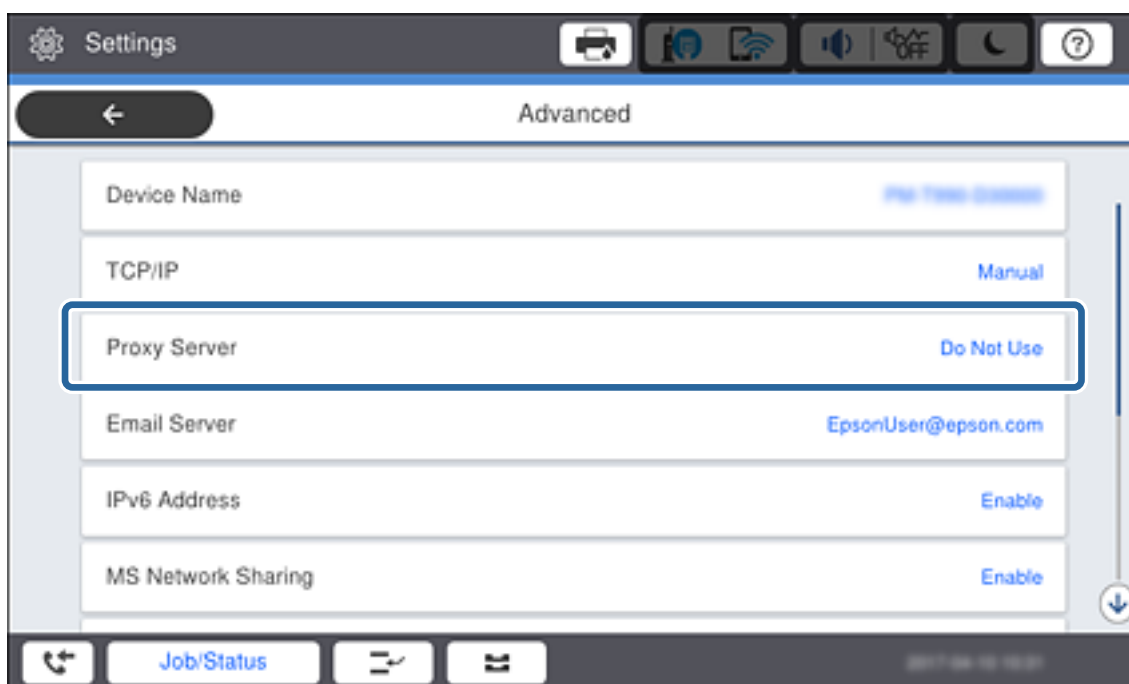 Settings
OFF
?
Advanced
Device Name
TCP/IP Manual
Proxy Server Do Not Use
Email Server EpsonUser@epson.com
IPv6 Address Enable
MS Network Sharing Enable
Job/Status